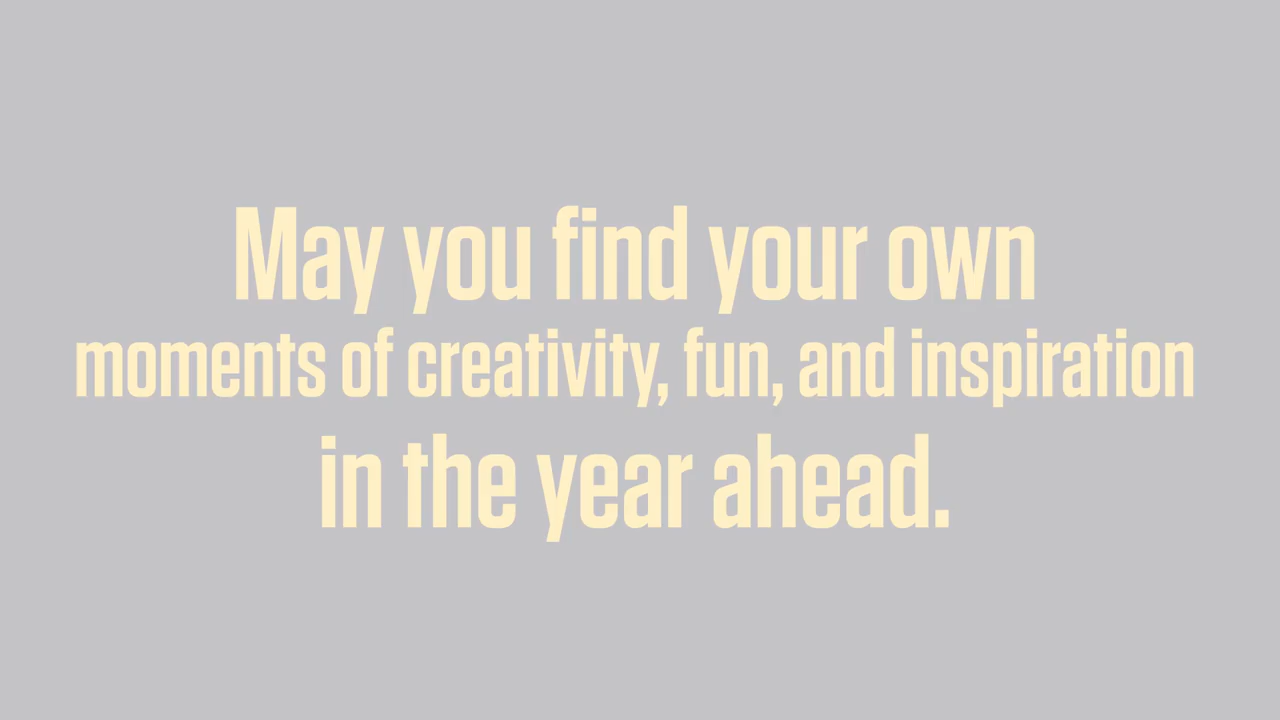 May you find your own
moments of creativity, fun, and inspiration
in the year ahead.